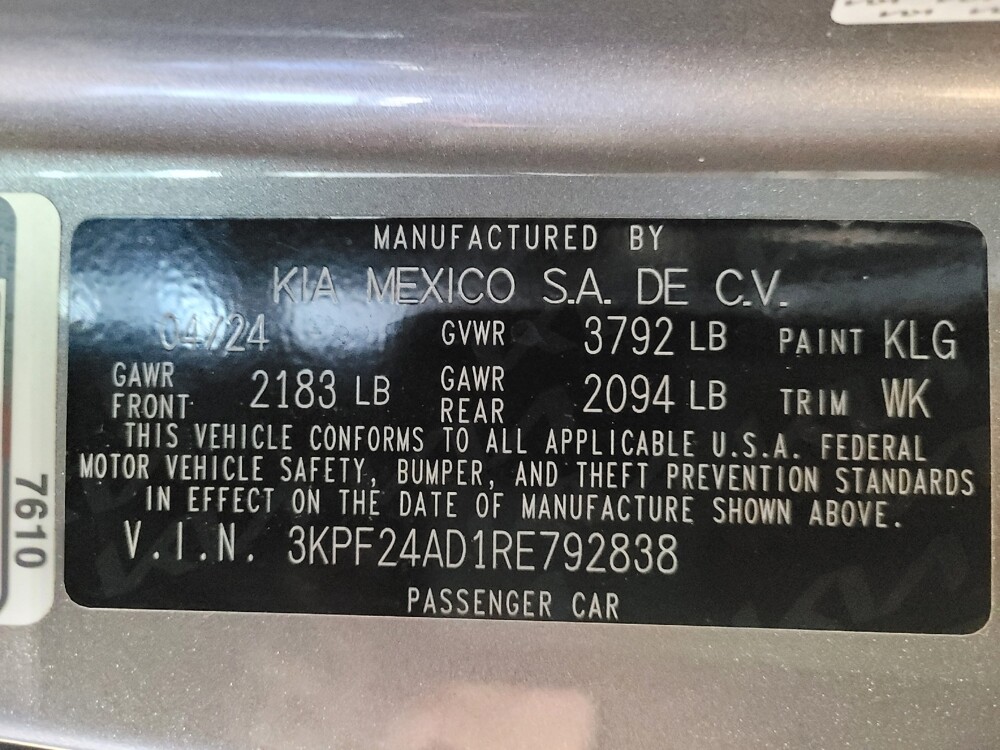 MANUFACTURED BY
KIA MEXICO S.A. DE C.V.
04/24 GVWR 3792 LB PAINT KLG
GAWR FRONT 2183 LB GAWR REAR 2094 LB TRIM WK
THIS VEHICLE CONFORMS TO ALL APPLICABLE U.S.A. FEDERAL
MOTOR VEHICLE SAFETY, BUMPER, AND THEFT PREVENTION STANDARDS
IN EFFECT ON THE DATE OF MANUFACTURE SHOWN ABOVE.
V.I.N. 3KPF24AD1RE792838
PASSENGER CAR
7610